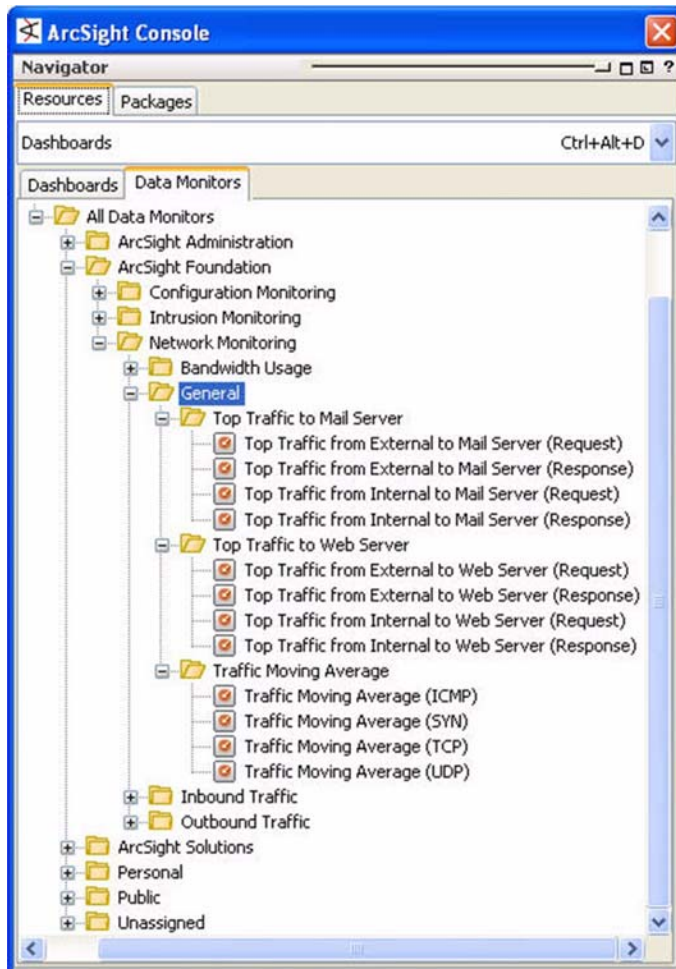 ArcSight Console
Navigator
?
Resources Packages
Dashboards Ctrl+Alt+D
Dashboards Data Monitors
All Data Monitors
ArcSight Administration
ArcSight Foundation
Configuration Monitoring
Intrusion Monitoring
Network Monitoring
Bandwidth Usage
General
Top Traffic to Mail Server
Top Traffic from External to Mail Server (Request)
Top Traffic from External to Mail Server (Response)
Top Traffic from Internal to Mail Server (Request)
Top Traffic from Internal to Mail Server (Response)
Top Traffic to Web Server
Top Traffic from External to Web Server (Request)
Top Traffic from External to Web Server (Response)
Top Traffic from Internal to Web Server (Request)
Top Traffic from Internal to Web Server (Response)
Traffic Moving Average
Traffic Moving Average (ICMP)
Traffic Moving Average (SYN)
Traffic Moving Average (TCP)
Traffic Moving Average (UDP)
Inbound Traffic
Outbound Traffic
ArcSight Solutions
Personal
Public
Unassigned